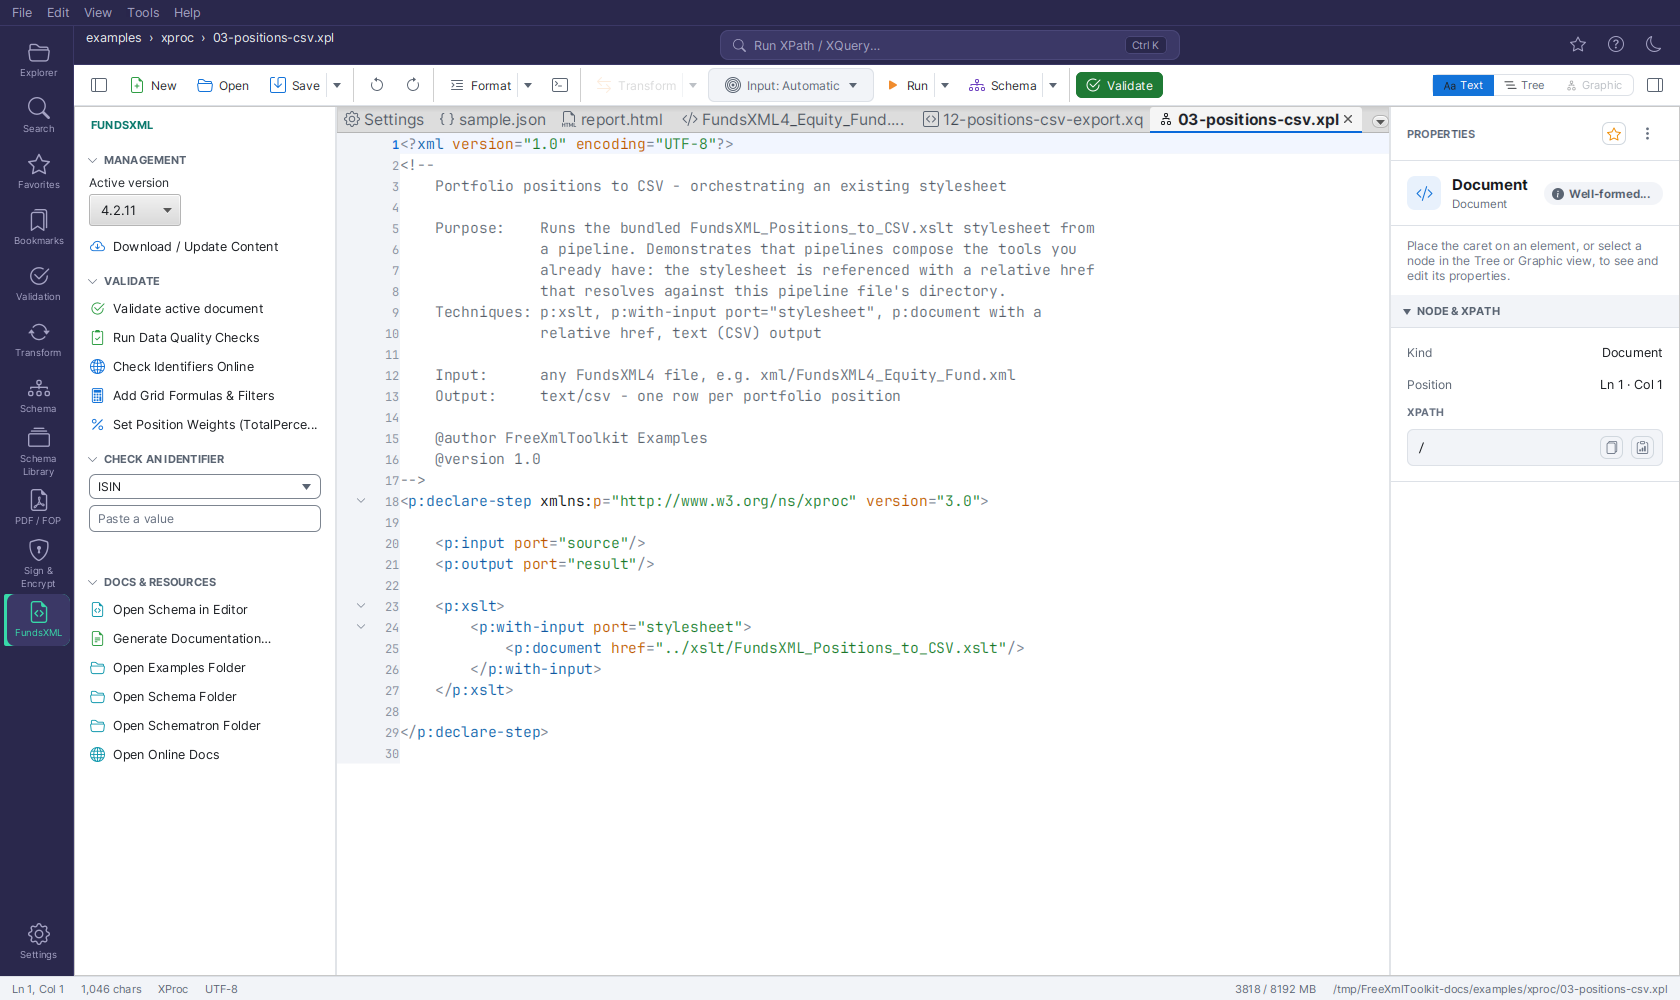 File Edit View Tools Help
examples › xproc › 03-positions-csv.xpl
Run XPath / XQuery... Ctrl K
New Open Save Format Transform Input: Automatic Run Schema Validate Aa Text Tree Graphic
Explorer
Search
Favorites
Bookmarks
Validation
Transform
Schema
Schema
Library
PDF / FOP
Sign &
Encrypt
FundsXML
Settings
FUNDSXML
MANAGEMENT
Active version
4.2.11
Download / Update Content
VALIDATE
Validate active document
Run Data Quality Checks
Check Identifiers Online
Add Grid Formulas & Filters
Set Position Weights (TotalPerce...
CHECK AN IDENTIFIER
ISIN
Paste a value
DOCS & RESOURCES
Open Schema in Editor
Generate Documentation...
Open Examples Folder
Open Schema Folder
Open Schematron Folder
Open Online Docs
Settings { } sample.json HTML report.html </> FundsXML4_Equity_Fund.... 12-positions-csv-export.xq 03-positions-csv.xpl
1 <?xml version="1.0" encoding="UTF-8"?>
2 <!--
3 Portfolio positions to CSV - orchestrating an existing stylesheet
4
5 Purpose: Runs the bundled FundsXML_Positions_to_CSV.xslt stylesheet from
6 a pipeline. Demonstrates that pipelines compose the tools you
7 already have: the stylesheet is referenced with a relative href
8 that resolves against this pipeline file's directory.
9 Techniques: p:xslt, p:with-input port="stylesheet", p:document with a
10 relative href, text (CSV) output
11
12 Input: any FundsXML4 file, e.g. xml/FundsXML4_Equity_Fund.xml
13 Output: text/csv - one row per portfolio position
14
15 @author FreeXmlToolkit Examples
16 @version 1.0
17 -->
18 <p:declare-step xmlns:p="http://www.w3.org/ns/xproc" version="3.0">
19
20 <p:input port="source"/>
21 <p:output port="result"/>
22
23 <p:xslt>
24 <p:with-input port="stylesheet">
25 <p:document href="../xslt/FundsXML_Positions_to_CSV.xslt"/>
26 </p:with-input>
27 </p:xslt>
28
29 </p:declare-step>
30
PROPERTIES
Document
Document
Well-formed...
Place the caret on an element, or select a
node in the Tree or Graphic view, to see and
edit its properties.
NODE & XPATH
Kind Document
Position Ln 1 · Col 1
XPATH
/
Ln 1, Col 1 1,046 chars XProc UTF-8 3818 / 8192 MB /tmp/FreeXmlToolkit-docs/examples/xproc/03-positions-csv.xpl